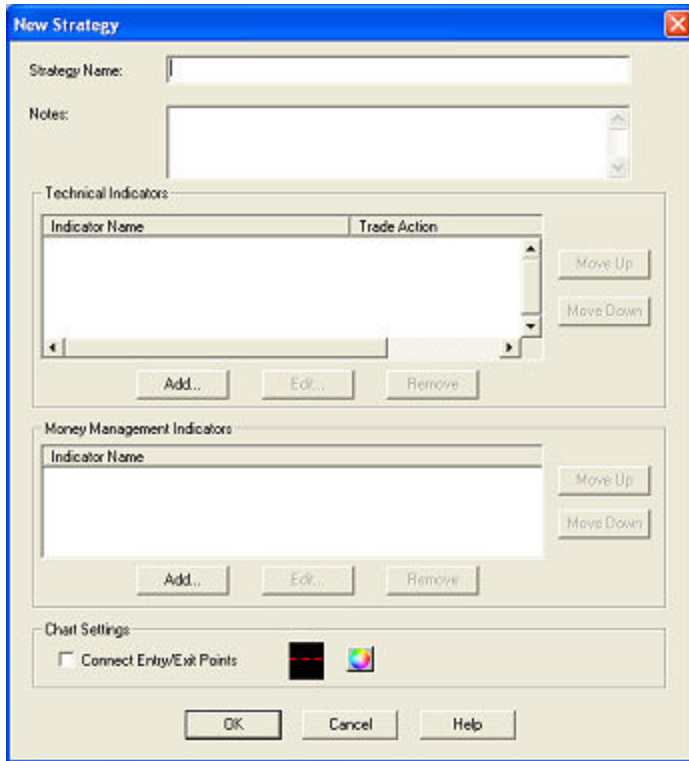 New Strategy
Strategy Name:
Notes:
Technical Indicators
Indicator Name Trade Action
Move Up
Move Down
Add... Edit... Remove
Money Management Indicators
Indicator Name
Move Up
Move Down
Add... Edit... Remove
Chart Settings
Connect Entry/Exit Points
OK Cancel Help